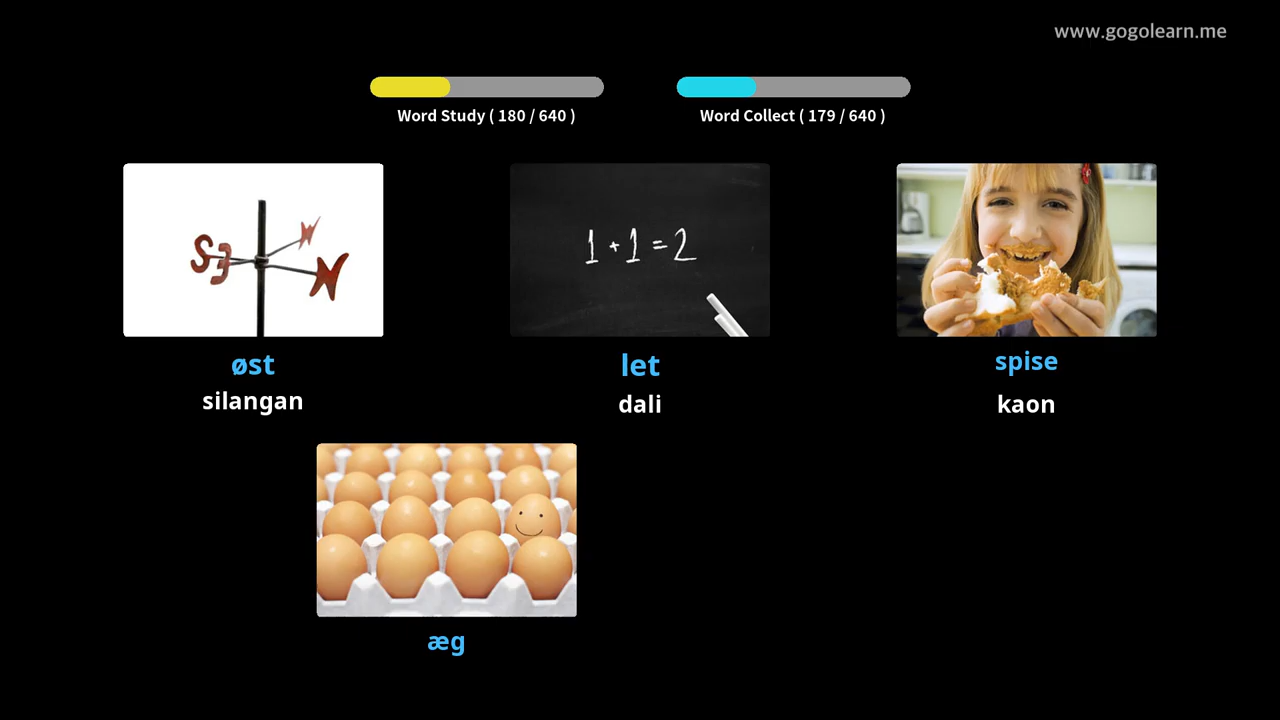 www.gogolearn.me
Word Study ( 180 / 640 )
Word Collect ( 179 / 640 )
S E N W
1 + 1 = 2
øst
let
spise
silangan
dali
kaon
æg